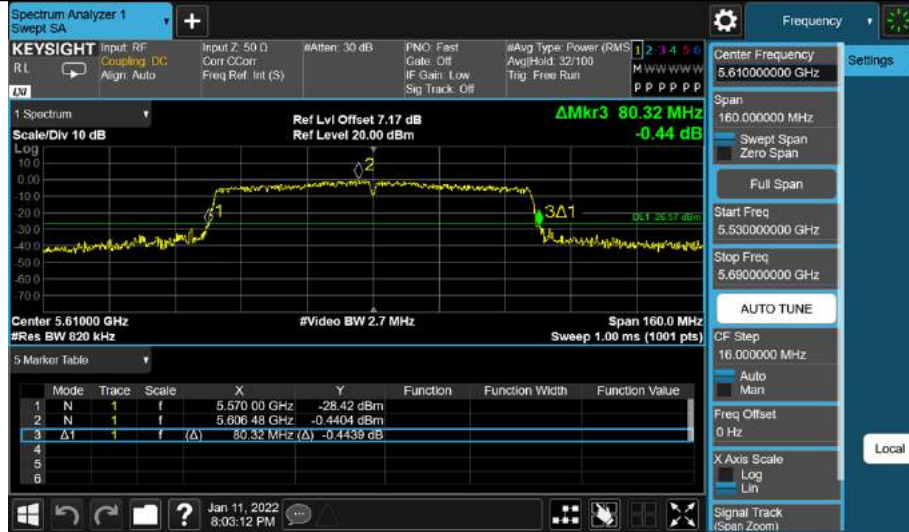 Spectrum Analyzer 1
Swept SA
Frequency
KEYSIGHT
RL
LXI
Input: RF
Coupling: DC
Align: Auto
Input Z: 50 Ω
Corr CCorr
Freq Ref: Int (S)
#Atten: 30 dB
PNO: Fast
Gate: Off
IF Gain: Low
Sig Track: Off
#Avg Type: Power (RMS
Avg|Hold: 32/100
Trig: Free Run
1 2 3 4 5 6
M W W W W W
P P P P P P
1 Spectrum
Scale/Div 10 dB
Ref Lvl Offset 7.17 dB
Ref Level 20.00 dBm
ΔMkr3 80.32 MHz
-0.44 dB
Log
10.0
0.00
-10.0
-20.0
-30.0
-40.0
-50.0
-60.0
-70.0
2
1
3Δ1
DL1 -26.57 dBm
Center 5.61000 GHz
#Res BW 820 kHz
#Video BW 2.7 MHz
Span 160.0 MHz
Sweep 1.00 ms (1001 pts)
5 Marker Table
Mode Trace Scale X Y Function Function Width Function Value
1 N 1 f 5.570 00 GHz -28.42 dBm
2 N 1 f 5.606 48 GHz -0.4404 dBm
3 Δ1 1 f (Δ) 80.32 MHz (Δ) -0.4439 dB
4
5
6
Jan 11, 2022
8:03:12 PM
Center Frequency
5.610000000 GHz
Span
160.000000 MHz
Swept Span
Zero Span
Full Span
Start Freq
5.530000000 GHz
Stop Freq
5.690000000 GHz
AUTO TUNE
CF Step
16.000000 MHz
Auto
Man
Freq Offset
0 Hz
X Axis Scale
Log
Lin
Signal Track
(Span Zoom)
Settings
Local